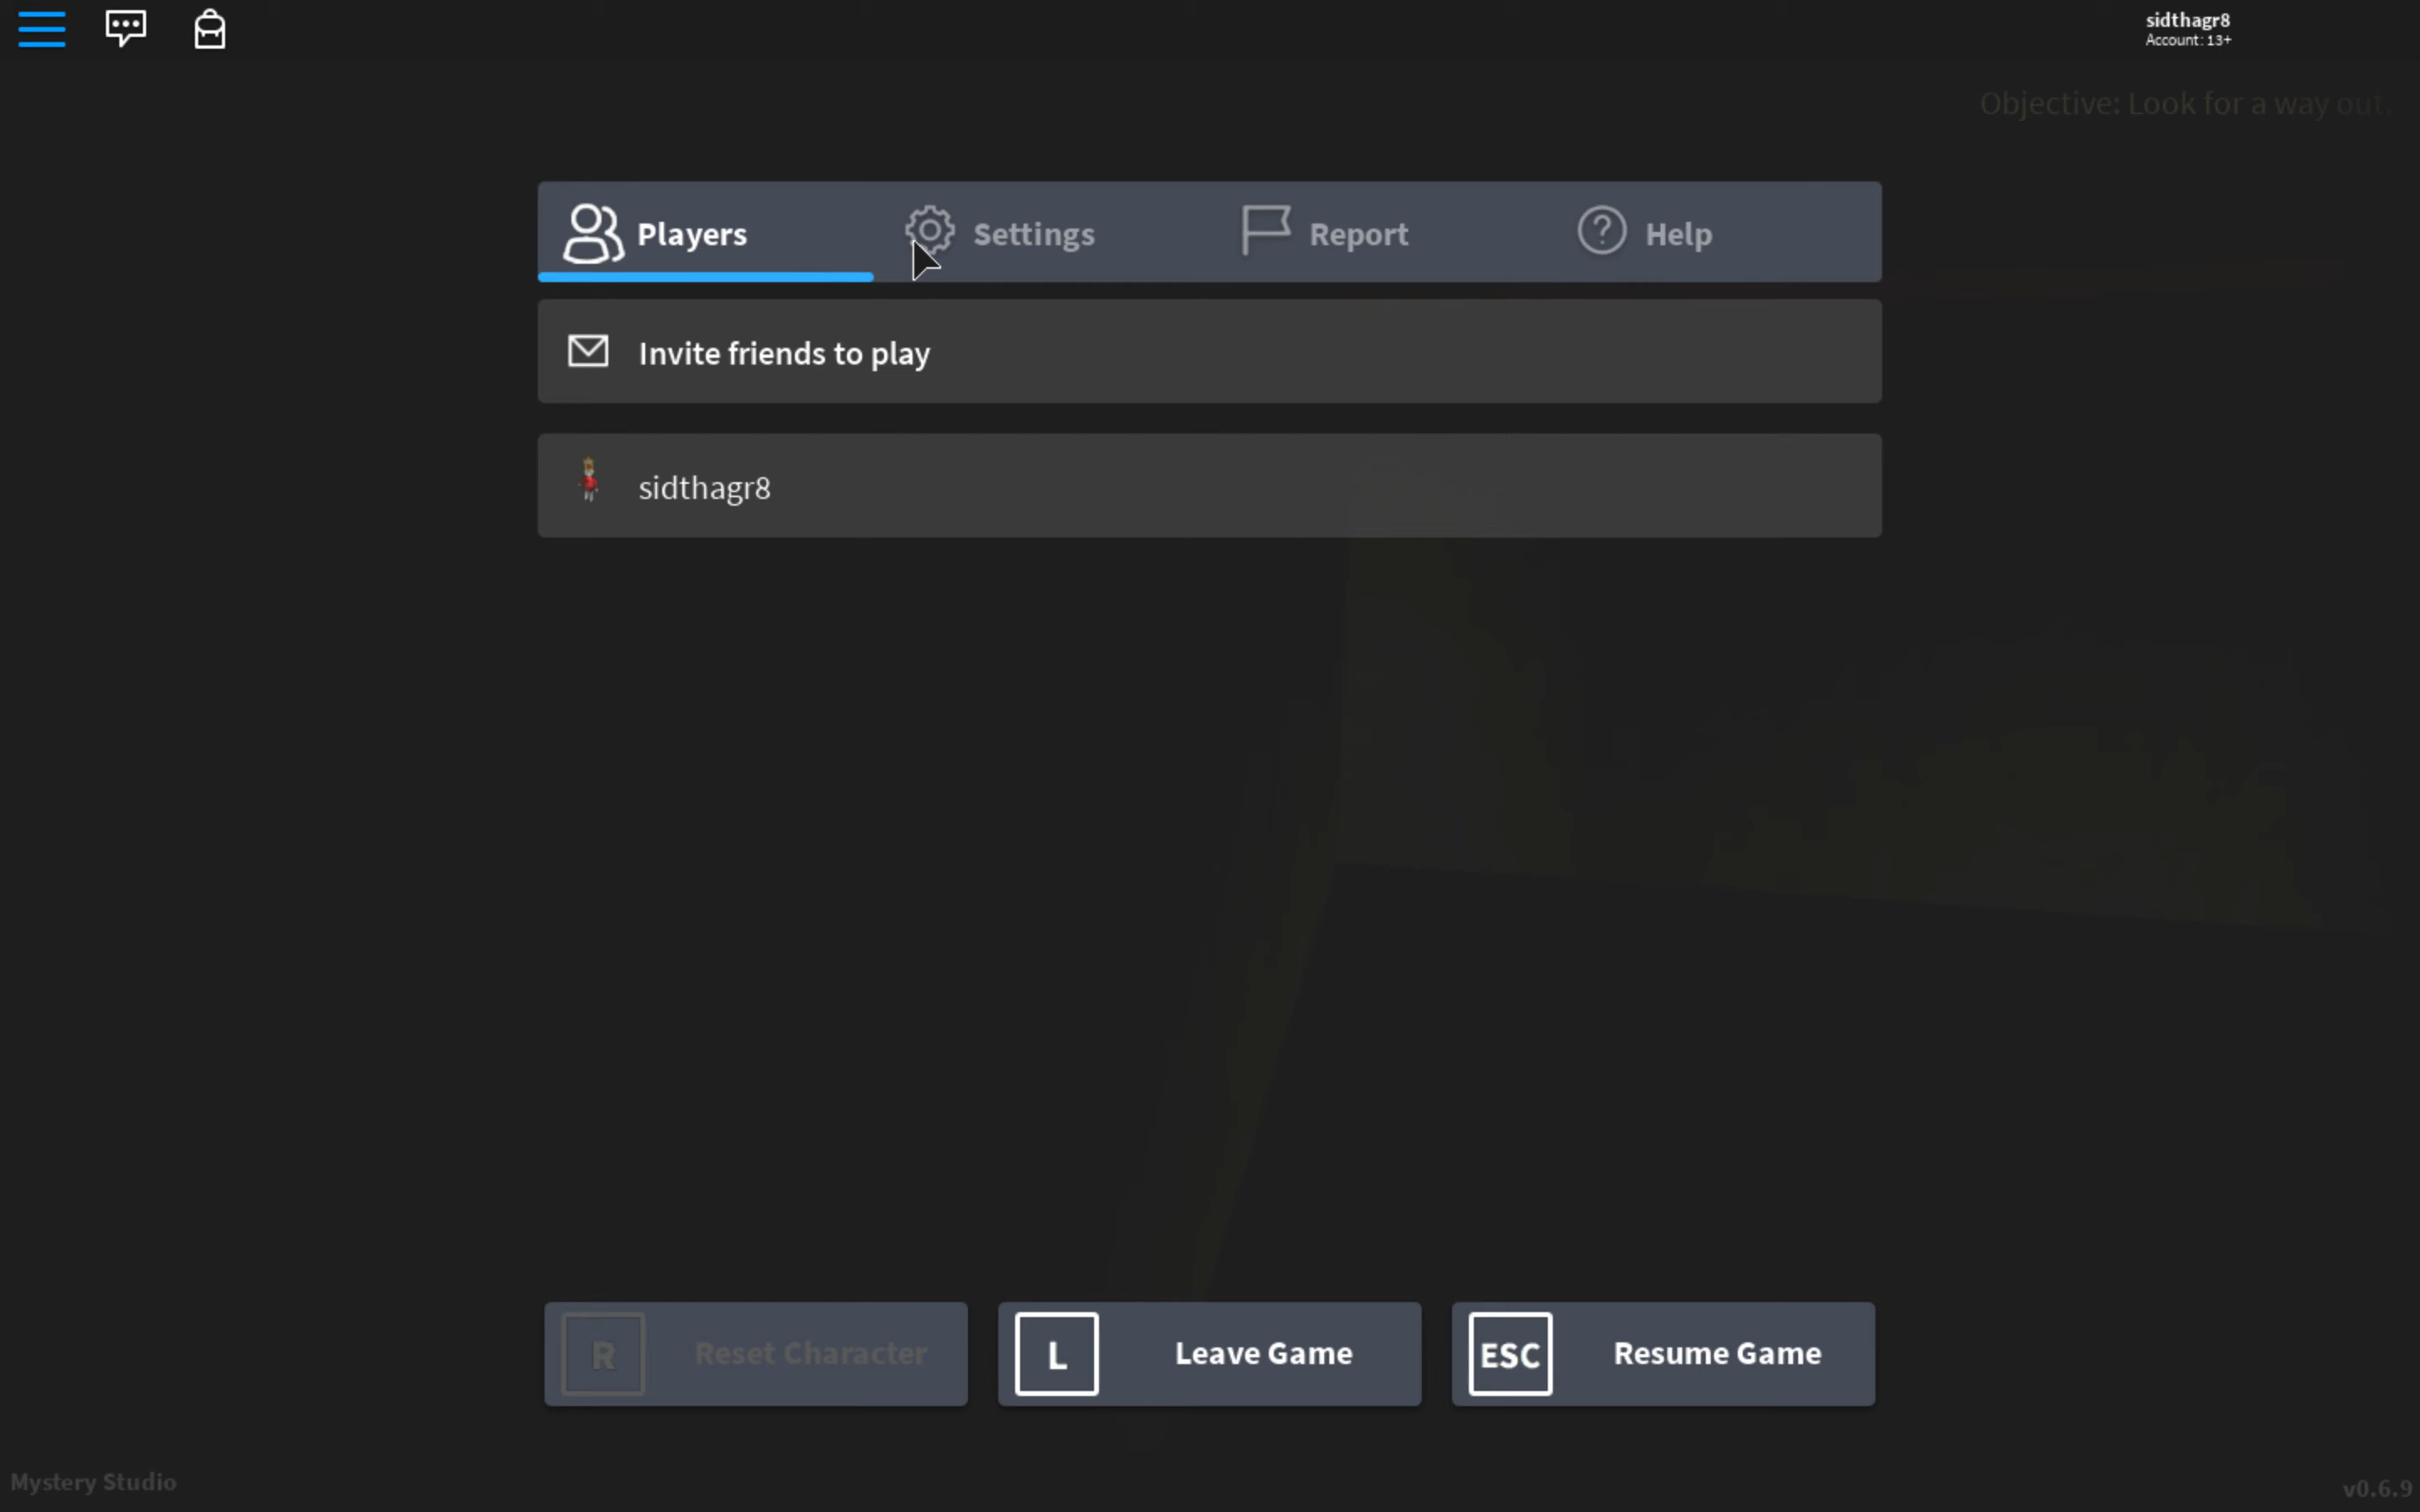 sidthagr8
Account: 13+
Objective: Look for a way out.
Players
Settings
Report
Help
Invite friends to play
sidthagr8
R
Reset Character
L
Leave Game
ESC
Resume Game
Mystery Studio
v0.6.9